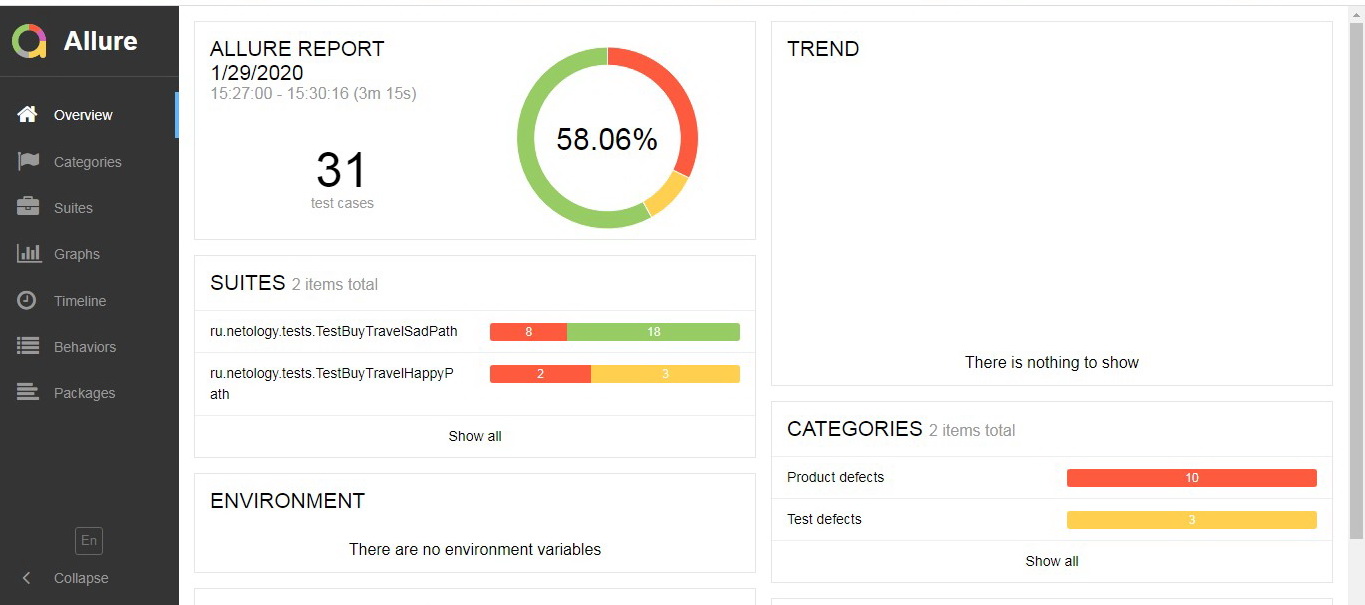 Allure
Overview
Categories
Suites
Graphs
Timeline
Behaviors
Packages
En
Collapse
ALLURE REPORT
1/29/2020
15:27:00 - 15:30:16 (3m 15s)
31
test cases
58.06%
SUITES 2 items total
ru.netology.tests.TestBuyTravelSadPath 8 18
ru.netology.tests.TestBuyTravelHappyP 2 3
ath
Show all
ENVIRONMENT
There are no environment variables
TREND
There is nothing to show
CATEGORIES 2 items total
Product defects 10
Test defects 3
Show all